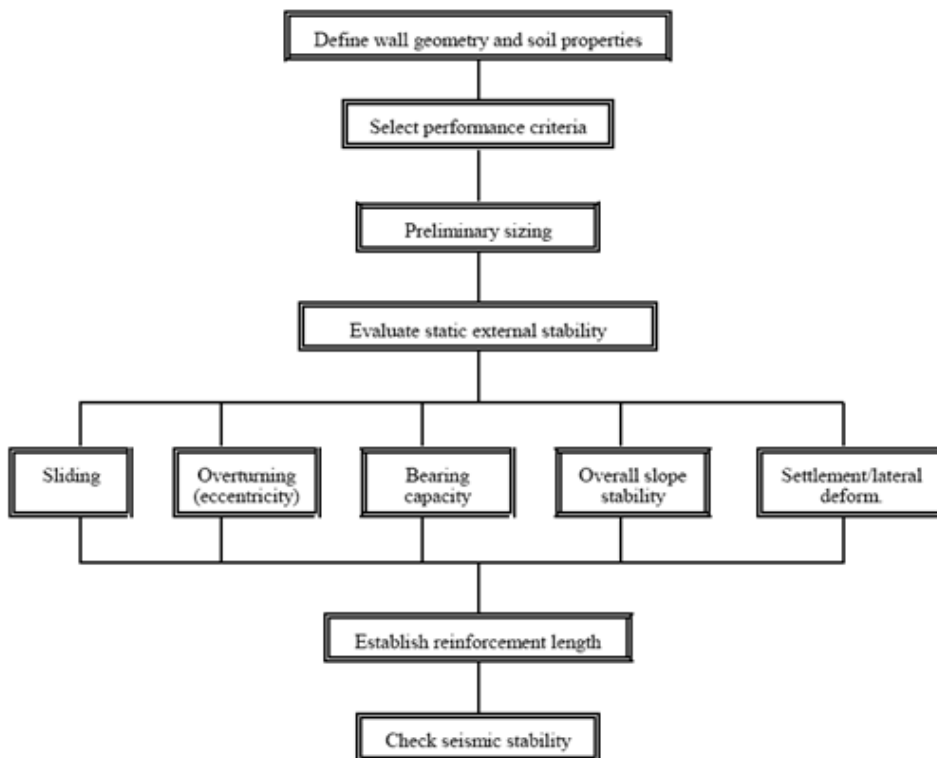 Define wall geometry and soil properties
Select performance criteria
Preliminary sizing
Evaluate static external stability
Sliding
Overturning
(eccentricity)
Bearing
capacity
Overall slope
stability
Settlement/lateral
deform.
Establish reinforcement length
Check seismic stability